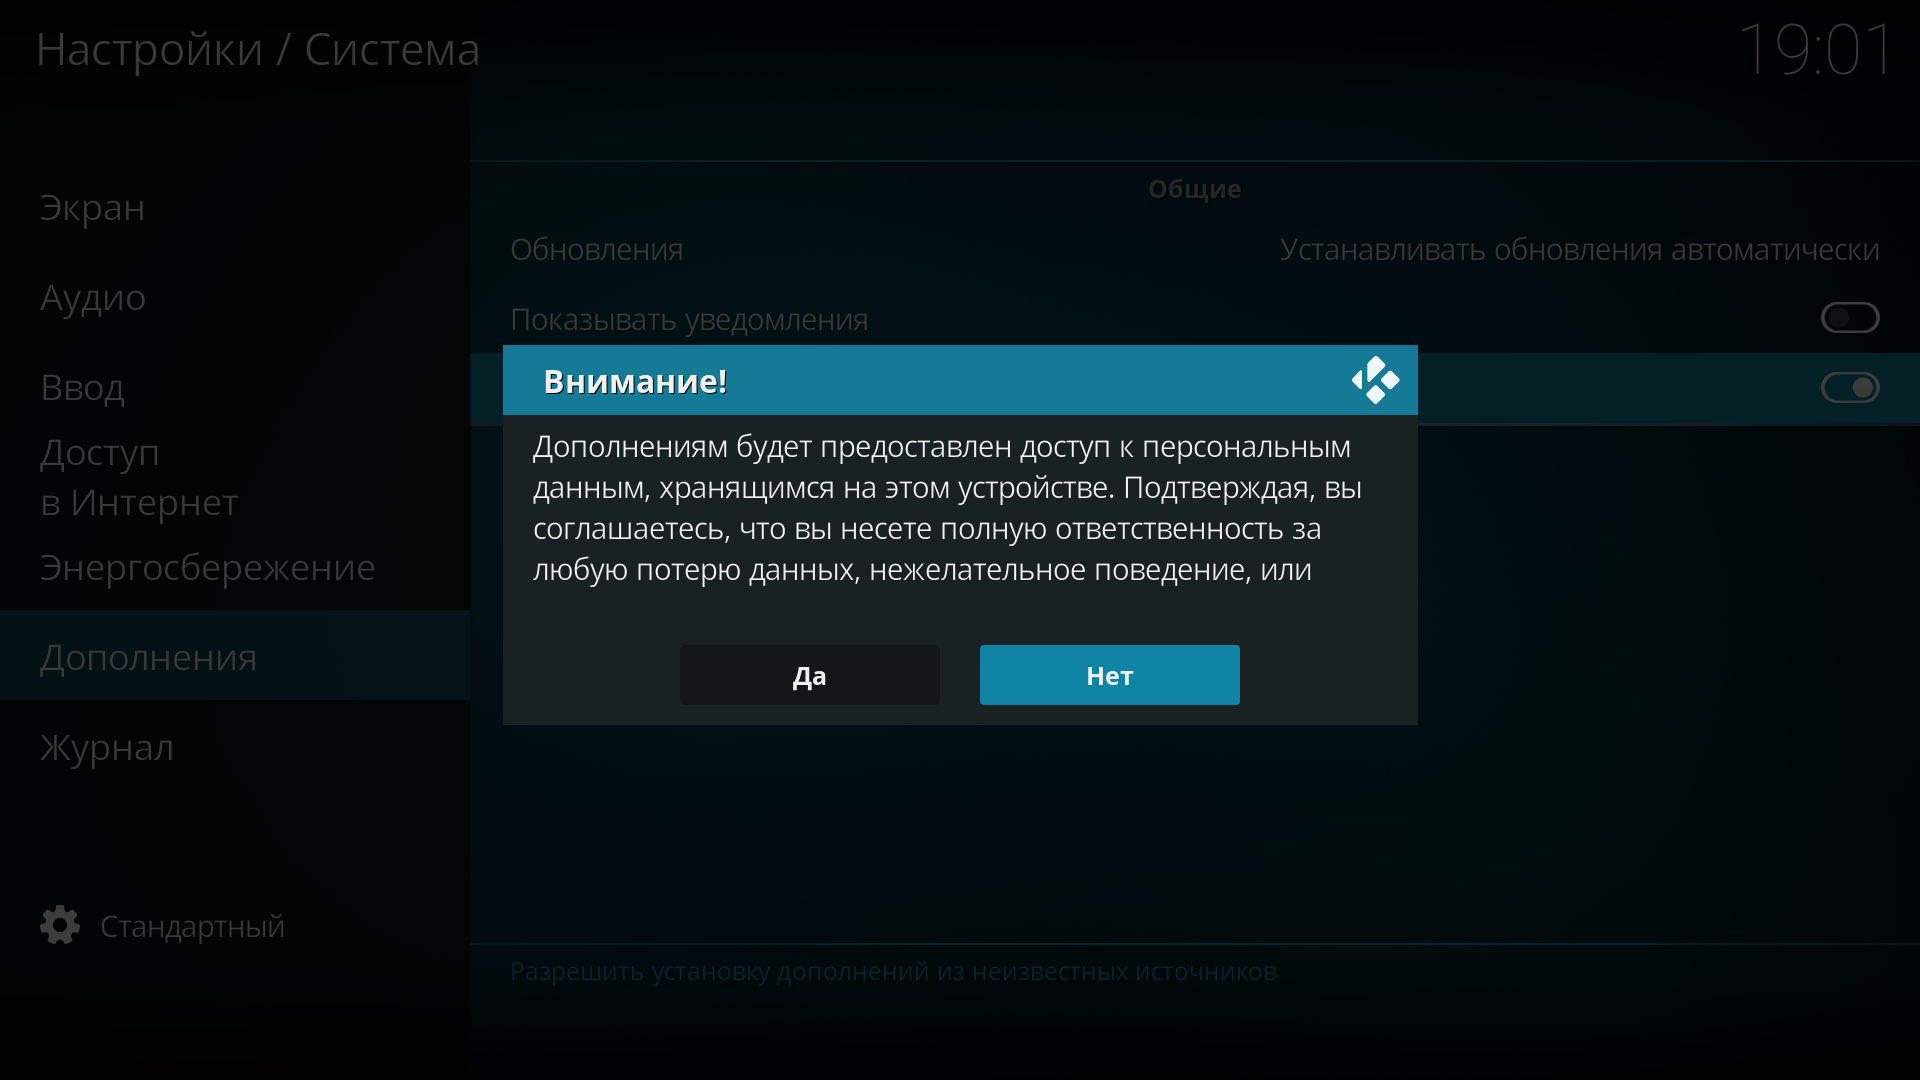 Настройки / Система
19:01
Экран
Аудио
Ввод
Доступ
в Интернет
Энергосбережение
Дополнения
Журнал
Стандартный
Общие
Обновления
Устанавливать обновления автоматически
Показывать уведомления
Внимание!
Дополнениям будет предоставлен доступ к персональным
данным, хранящимся на этом устройстве. Подтверждая, вы
соглашаетесь, что вы несете полную ответственность за
любую потерю данных, нежелательное поведение, или
Да
Нет
Разрешить установку дополнений из неизвестных источников